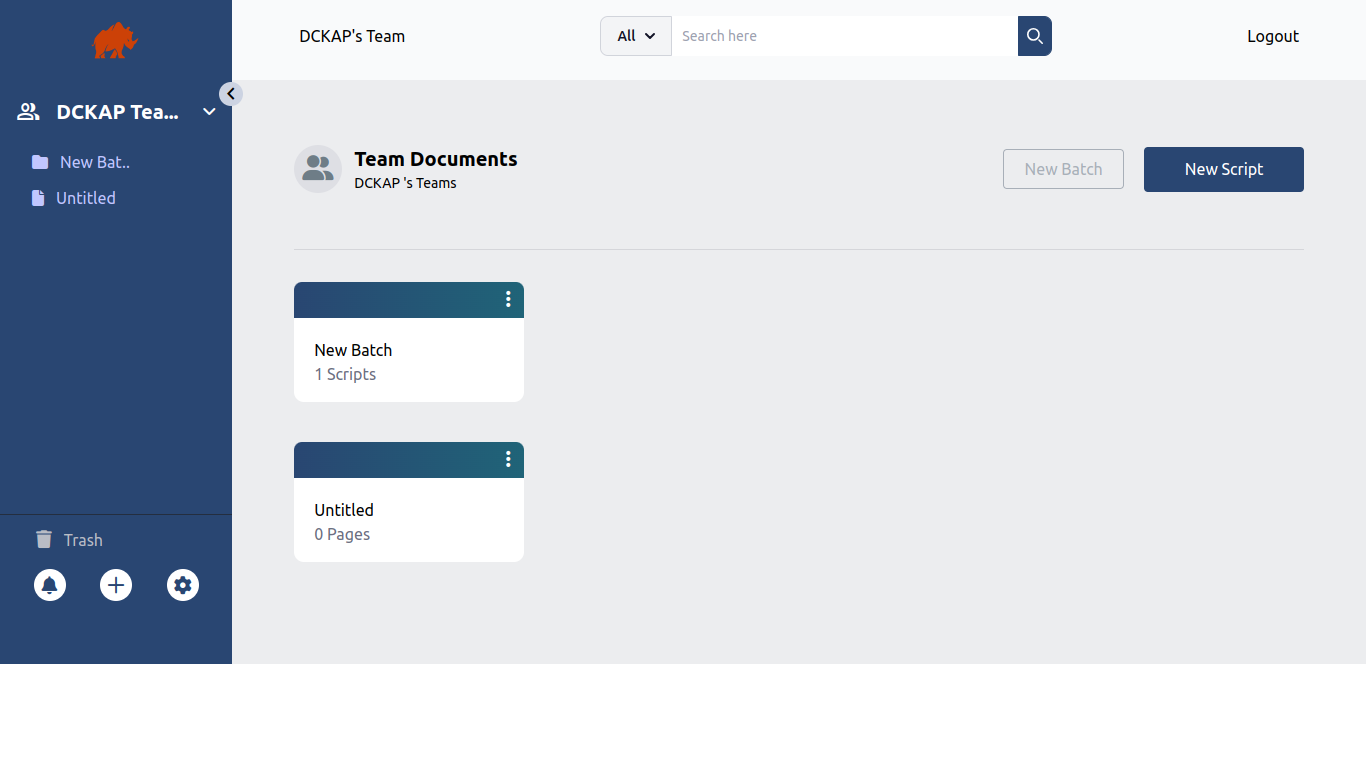 DCKAP's Team
All
Search here
Logout
DCKAP Tea...
New Bat..
Untitled
Team Documents
DCKAP 's Teams
New Batch
New Script
New Batch
1 Scripts
Untitled
0 Pages
Trash